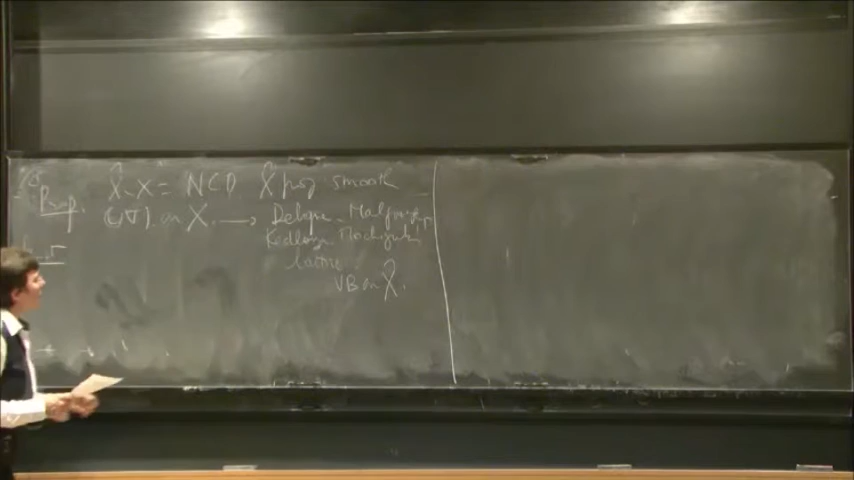 Prop. X̂ \ X = NCD, X̂ proj. smooth
(, ∇) on X. ⟶ Deligne - Malgrange
Kedlaya Mochizuki
lattice
VB on X̂.